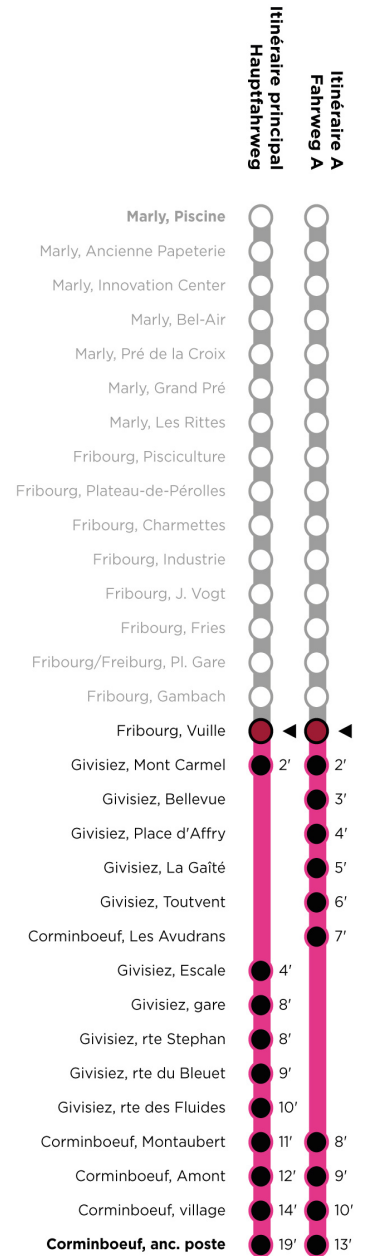 Itinéraire principal
Hauptfahrweg
Itinéraire A
Fahrweg A
Marly, Piscine
Marly, Ancienne Papeterie
Marly, Innovation Center
Marly, Bel-Air
Marly, Pré de la Croix
Marly, Grand Pré
Marly, Les Rittes
Fribourg, Pisciculture
Fribourg, Plateau-de-Pérolles
Fribourg, Charmettes
Fribourg, Industrie
Fribourg, J. Vogt
Fribourg, Fries
Fribourg/Freiburg, Pl. Gare
Fribourg, Gambach
Fribourg, Vuille
Givisiez, Mont Carmel 2' 2'
Givisiez, Bellevue 3'
Givisiez, Place d'Affry 4'
Givisiez, La Gaîté 5'
Givisiez, Toutvent 6'
Corminboeuf, Les Avudrans 7'
Givisiez, Escale 4'
Givisiez, gare 8'
Givisiez, rte Stephan 8'
Givisiez, rte du Bleuet 9'
Givisiez, rte des Fluides 10'
Corminboeuf, Montaubert 11' 8'
Corminboeuf, Amont 12' 9'
Corminboeuf, village 14' 10'
Corminboeuf, anc. poste 19' 13'